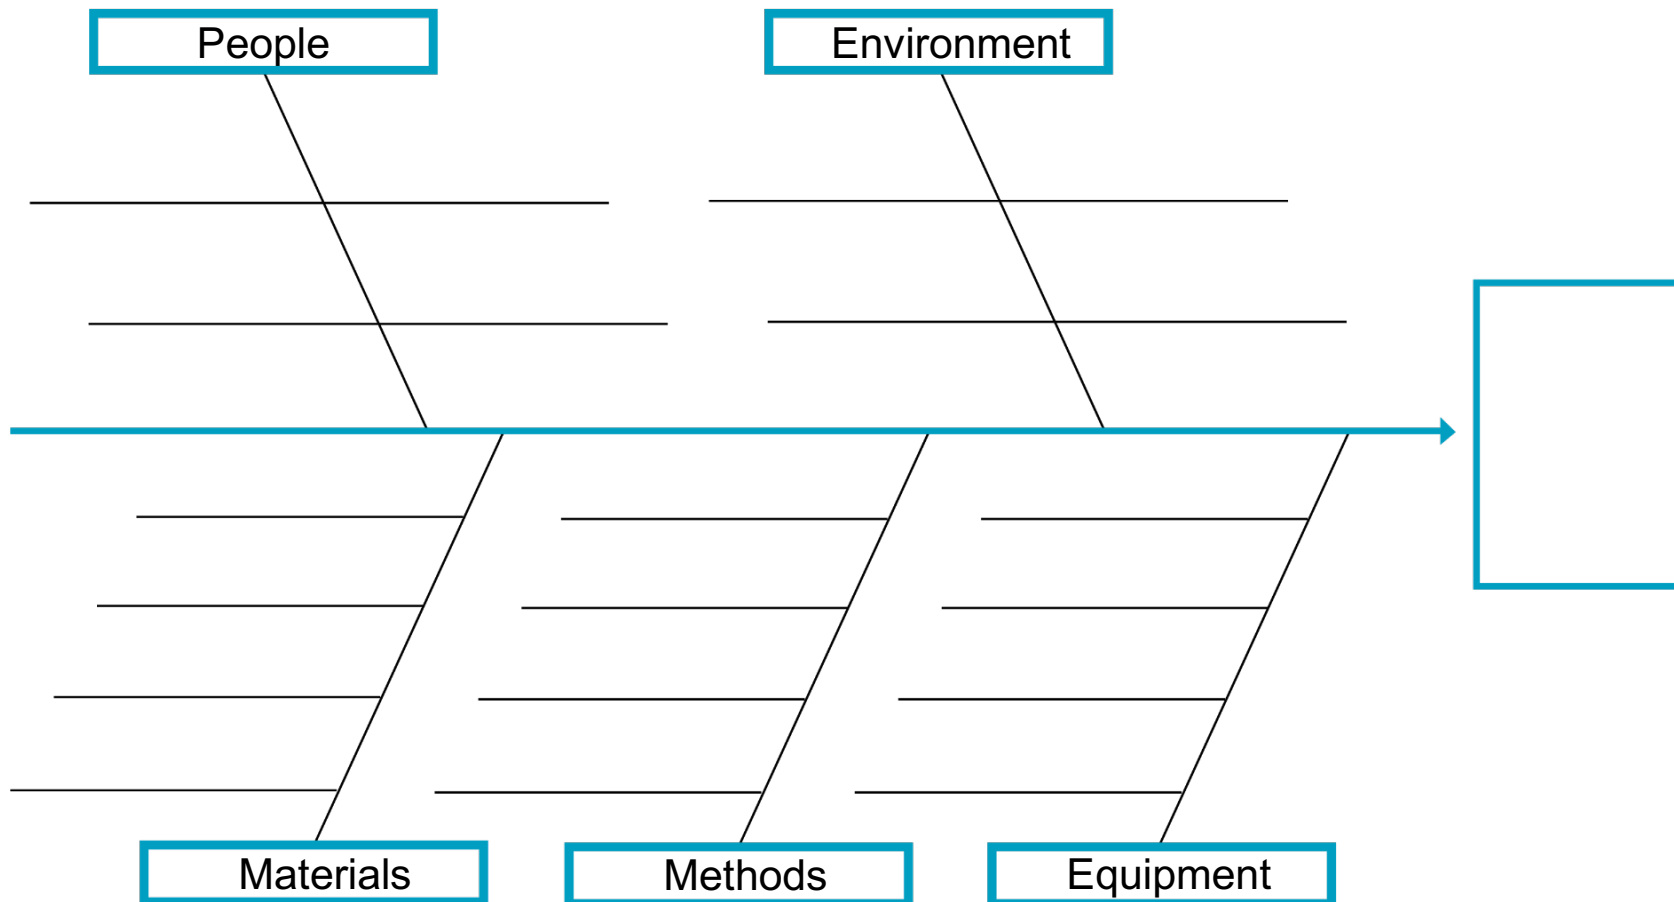 People
Environment
Materials
Methods
Equipment